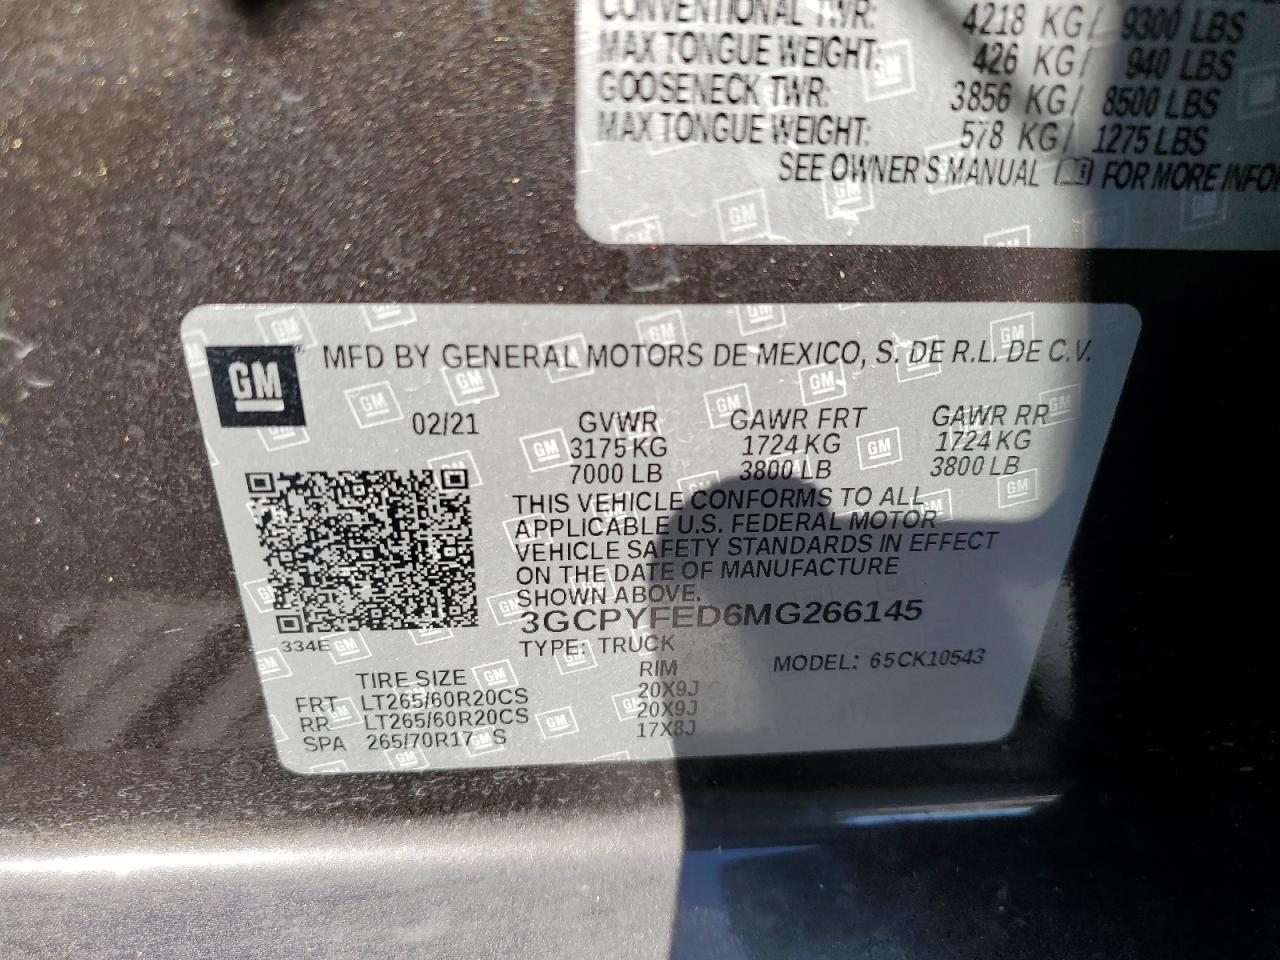 CONVENTIONAL TWR: 4218 KG/ 9300 LBS
MAX TONGUE WEIGHT: 426 KG/ 940 LBS
GOOSENECK TWR: 3856 KG/ 8500 LBS
MAX TONGUE WEIGHT: 578 KG/ 1275 LBS
SEE OWNER'S MANUAL FOR MORE
GM MFD BY GENERAL MOTORS DE MEXICO, S. DE R.L. DE C.V.
02/21 GVWR GAWR FRT GAWR RR
3175 KG 1724 KG 1724 KG
7000 LB 3800 LB 3800 LB
THIS VEHICLE CONFORMS TO ALL
APPLICABLE U.S. FEDERAL MOTOR
VEHICLE SAFETY STANDARDS IN EFFECT
ON THE DATE OF MANUFACTURE
SHOWN ABOVE.
3GCPYFED6MG266145
334E TYPE: TRUCK
MODEL: 65CK10543
TIRE SIZE RIM
FRT LT265/60R20CS 20X9J
RR LT265/60R20CS 20X9J
SPA 265/70R17 S 17X8J